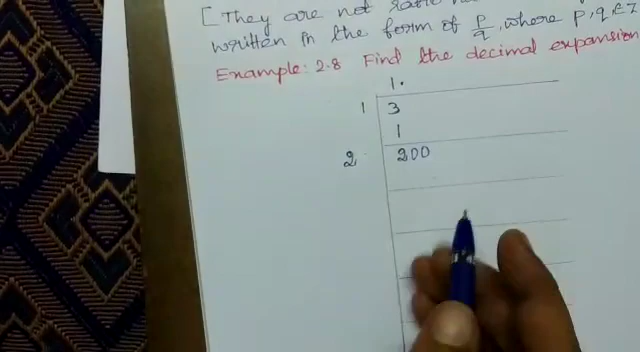 [They are not
written in the form of p/q, where p, q ∈ Z
Example: 2.8 Find the decimal expansion
1.
1 3
1
2 200